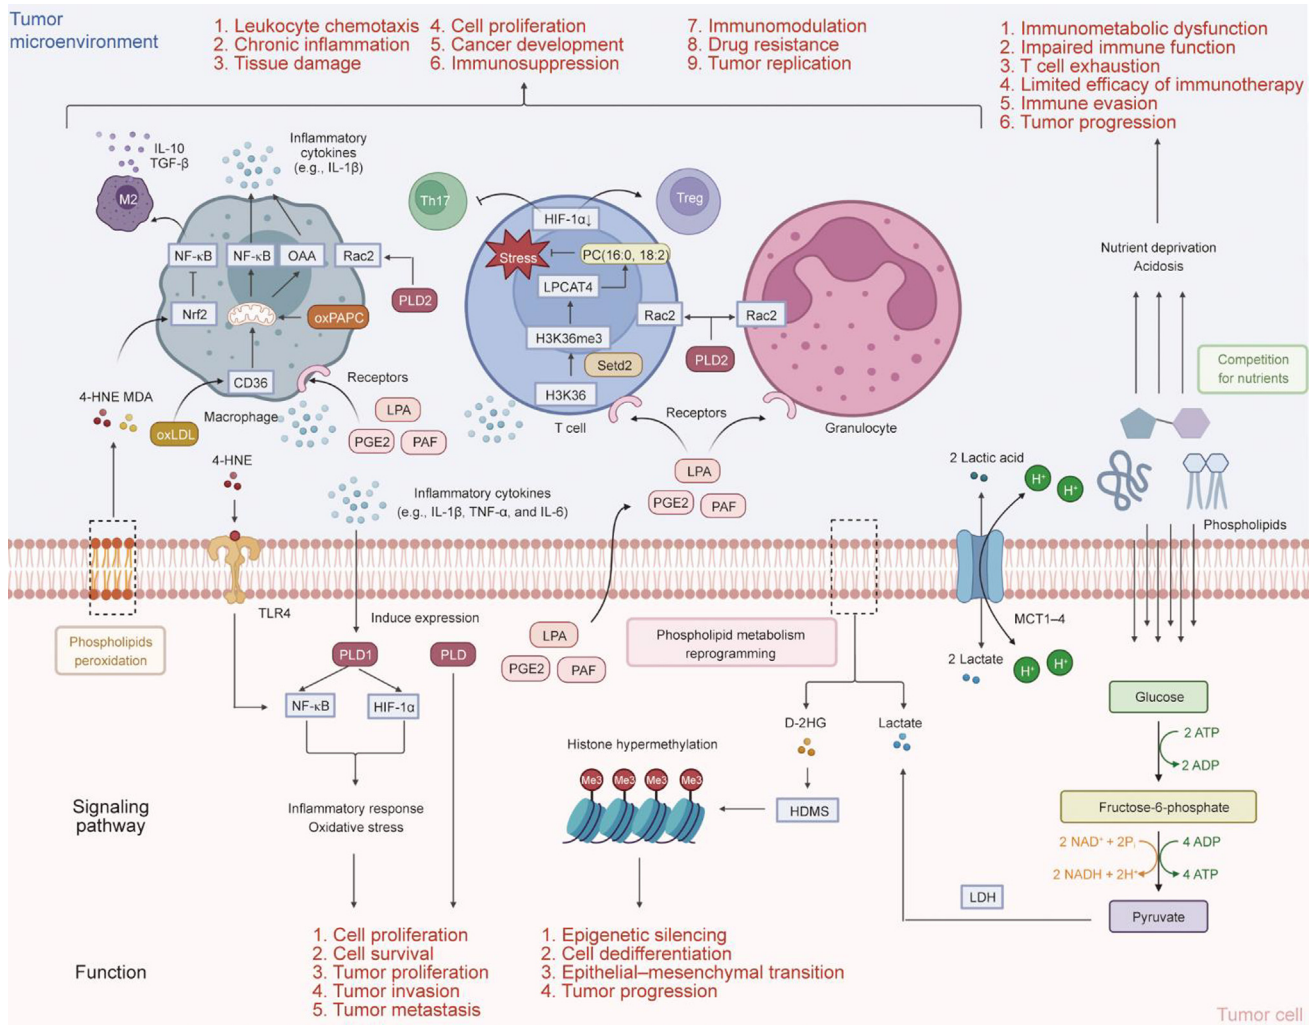 Tumor
microenvironment
1. Leukocyte chemotaxis
2. Chronic inflammation
3. Tissue damage
4. Cell proliferation
5. Cancer development
6. Immunosuppression
7. Immunomodulation
8. Drug resistance
9. Tumor replication
1. Immunometabolic dysfunction
2. Impaired immune function
3. T cell exhaustion
4. Limited efficacy of immunotherapy
5. Immune evasion
6. Tumor progression
IL-10
TGF-β
Inflammatory
cytokines
(e.g., IL-1β)
M2
NF-κB
NF-κB
OAA
Rac2
PLD2
Nrf2
oxPAPC
CD36
Macrophage
4-HNE MDA
oxLDL
Receptors
LPA
PGE2
PAF
Th17
Treg
HIF-1α↓
Stress
PC(16:0, 18:2)
LPCAT4
H3K36me3
Setd2
H3K36
T cell
Rac2
Rac2
PLD2
Receptors
Granulocyte
LPA
PGE2
PAF
Nutrient deprivation
Acidosis
Competition
for nutrients
4-HNE
Inflammatory cytokines
(e.g., IL-1β, TNF-α, and IL-6)
2 Lactic acid
H⁺
H⁺
Phospholipids
TLR4
Phospholipids
peroxidation
Induce expression
PLD1
PLD
NF-κB
HIF-1α
LPA
PGE2
PAF
Phospholipid metabolism
reprogramming
MCT1–4
2 Lactate
H⁺
H⁺
D-2HG
Lactate
Histone hypermethylation
Me3
Me3
Me3
Me3
HDMS
Glucose
2 ATP
2 ADP
Fructose-6-phosphate
2 NAD⁺ + 2Pᵢ
4 ADP
2 NADH + 2H⁺
4 ATP
LDH
Pyruvate
Signaling
pathway
Inflammatory response
Oxidative stress
Function
1. Cell proliferation
2. Cell survival
3. Tumor proliferation
4. Tumor invasion
5. Tumor metastasis
1. Epigenetic silencing
2. Cell dedifferentiation
3. Epithelial–mesenchymal transition
4. Tumor progression
Tumor cell